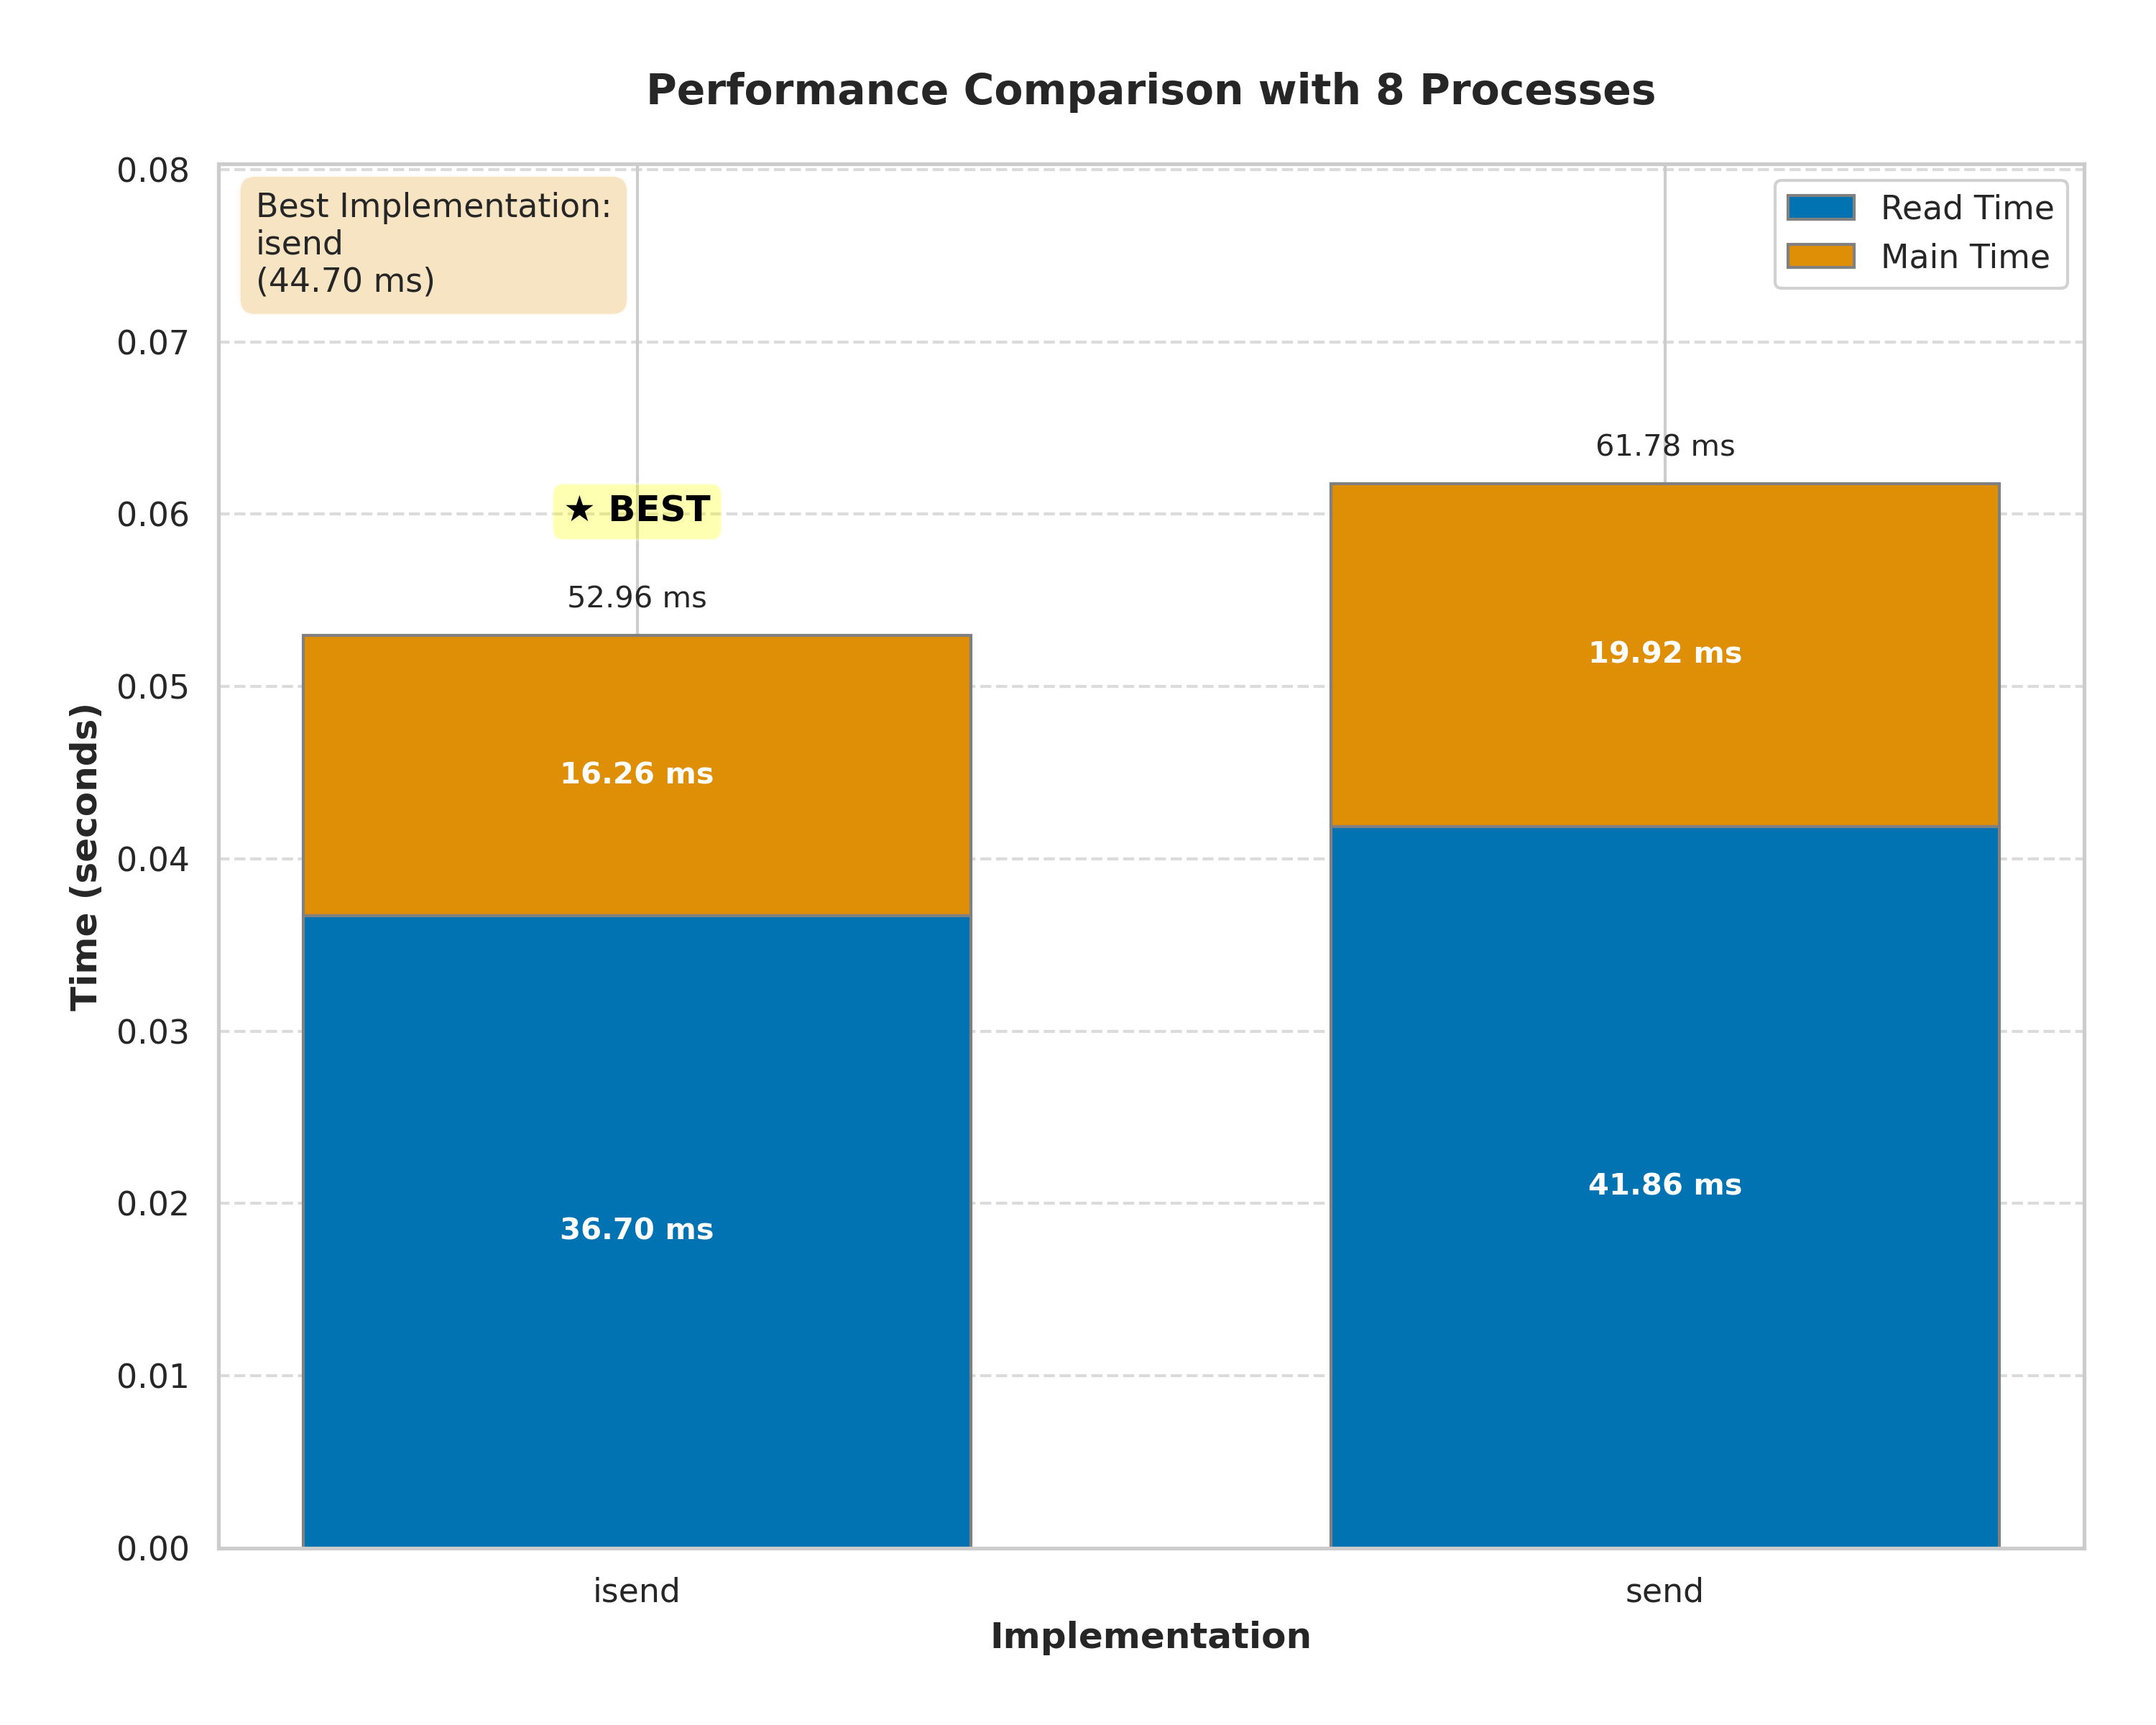 Performance Comparison with 8 Processes
0.08
0.07
0.06
0.05
0.04
0.03
0.02
0.01
0.00
Time (seconds)
Best Implementation:
isend
(44.70 ms)
Read Time
Main Time
★ BEST
52.96 ms
16.26 ms
36.70 ms
61.78 ms
19.92 ms
41.86 ms
isend
send
Implementation